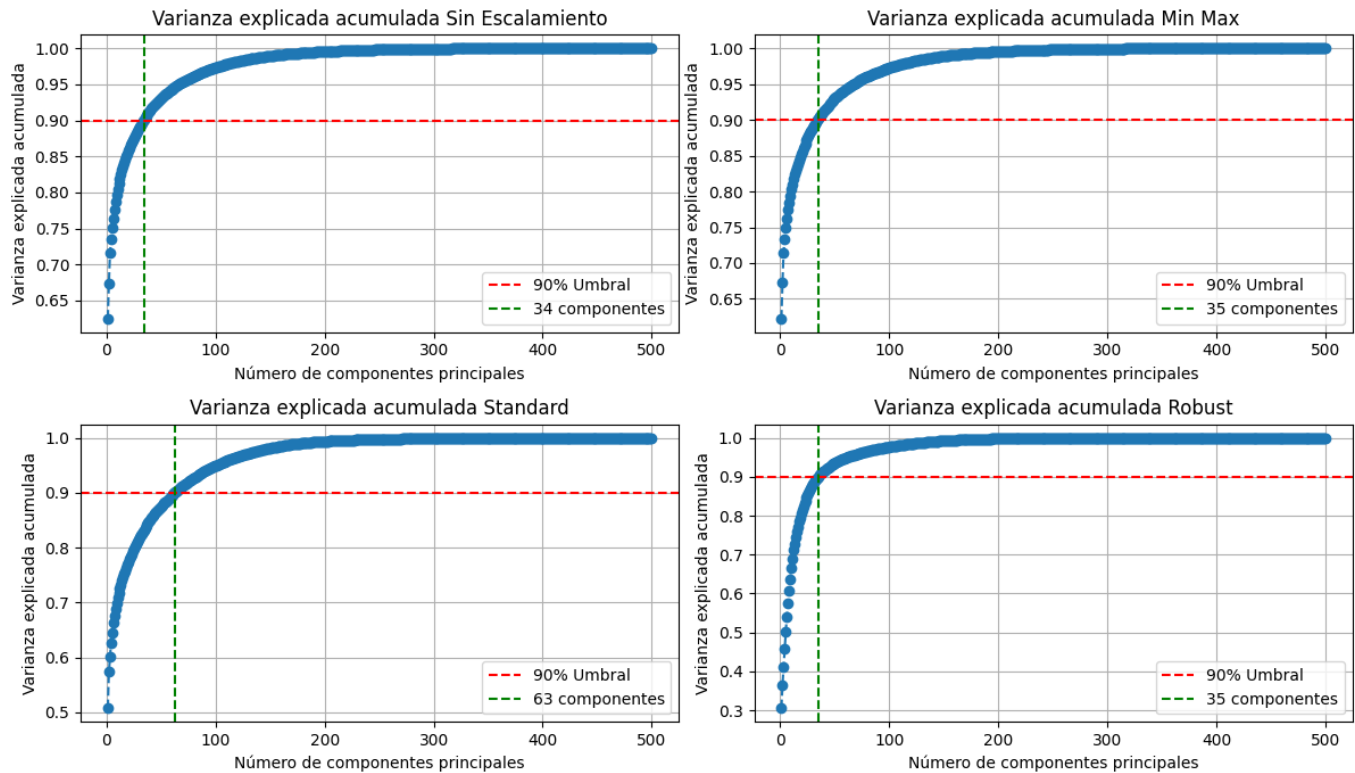 Varianza explicada acumulada Sin Escalamiento
Varianza explicada acumulada
1.00
0.95
0.90
0.85
0.80
0.75
0.70
0.65
0
100
200
300
400
500
Número de componentes principales
90% Umbral
34 componentes
Varianza explicada acumulada Min Max
Varianza explicada acumulada
1.00
0.95
0.90
0.85
0.80
0.75
0.70
0.65
0
100
200
300
400
500
Número de componentes principales
90% Umbral
35 componentes
Varianza explicada acumulada Standard
Varianza explicada acumulada
1.0
0.9
0.8
0.7
0.6
0.5
0
100
200
300
400
500
Número de componentes principales
90% Umbral
63 componentes
Varianza explicada acumulada Robust
Varianza explicada acumulada
1.0
0.9
0.8
0.7
0.6
0.5
0.4
0.3
0
100
200
300
400
500
Número de componentes principales
90% Umbral
35 componentes